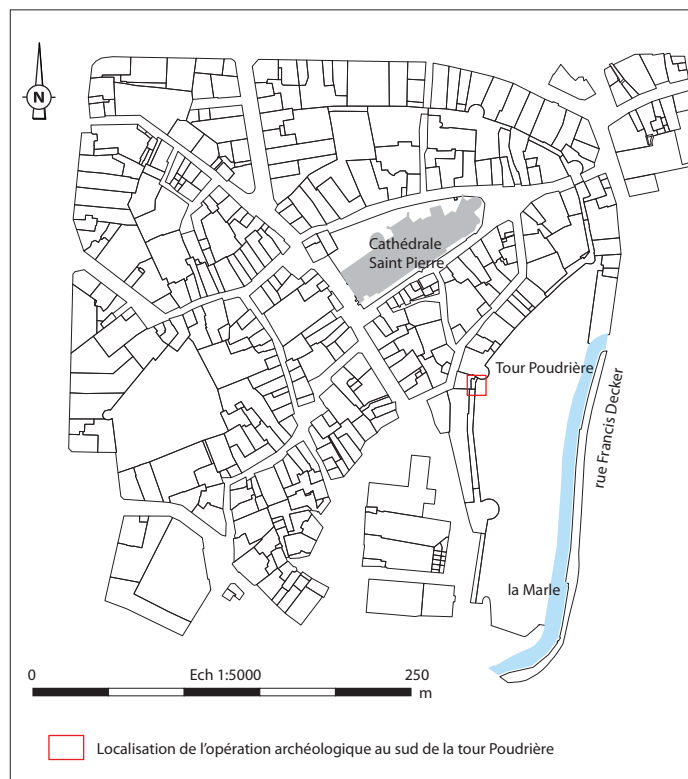 N
Cathédrale
Saint Pierre
Tour Poudrière
rue Francis Decker
la Marle
0 Ech 1:5000 250
m
Localisation de l'opération archéologique au sud de la tour Poudrière